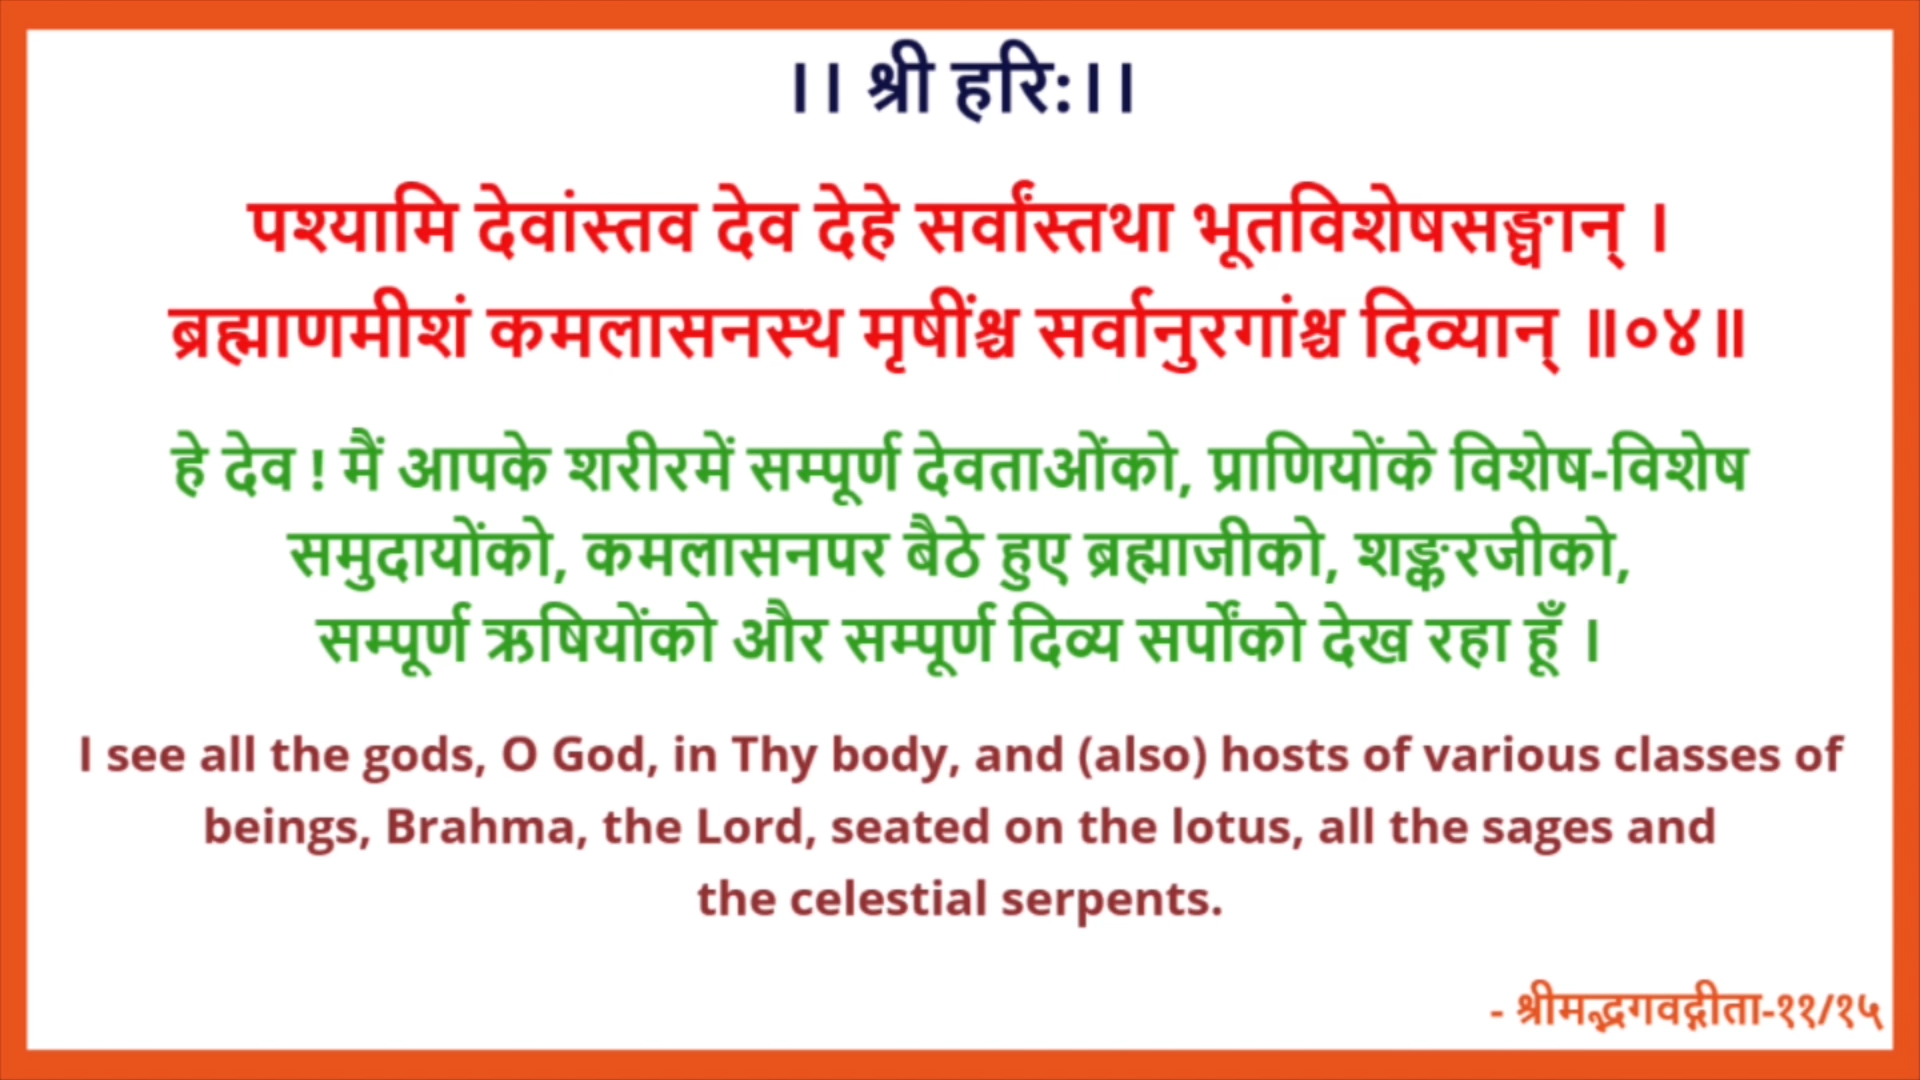 ।। श्री हरि:।।
पश्यामि देवांस्तव देव देहे सर्वांस्तथा भूतविशेषसङ्घान् ।
ब्रह्माणमीशं कमलासनस्थ मृषींश्च सर्वानुरगांश्च दिव्यान् ॥०४॥
हे देव ! मैं आपके शरीरमें सम्पूर्ण देवताओंको, प्राणियोंके विशेष-विशेष
समुदायोंको, कमलासनपर बैठे हुए ब्रह्माजीको, शङ्करजीको,
सम्पूर्ण ऋषियोंको और सम्पूर्ण दिव्य सर्पोंको देख रहा हूँ ।
I see all the gods, O God, in Thy body, and (also) hosts of various classes of
beings, Brahma, the Lord, seated on the lotus, all the sages and
the celestial serpents.
- श्रीमद्भगवद्गीता-११/१५